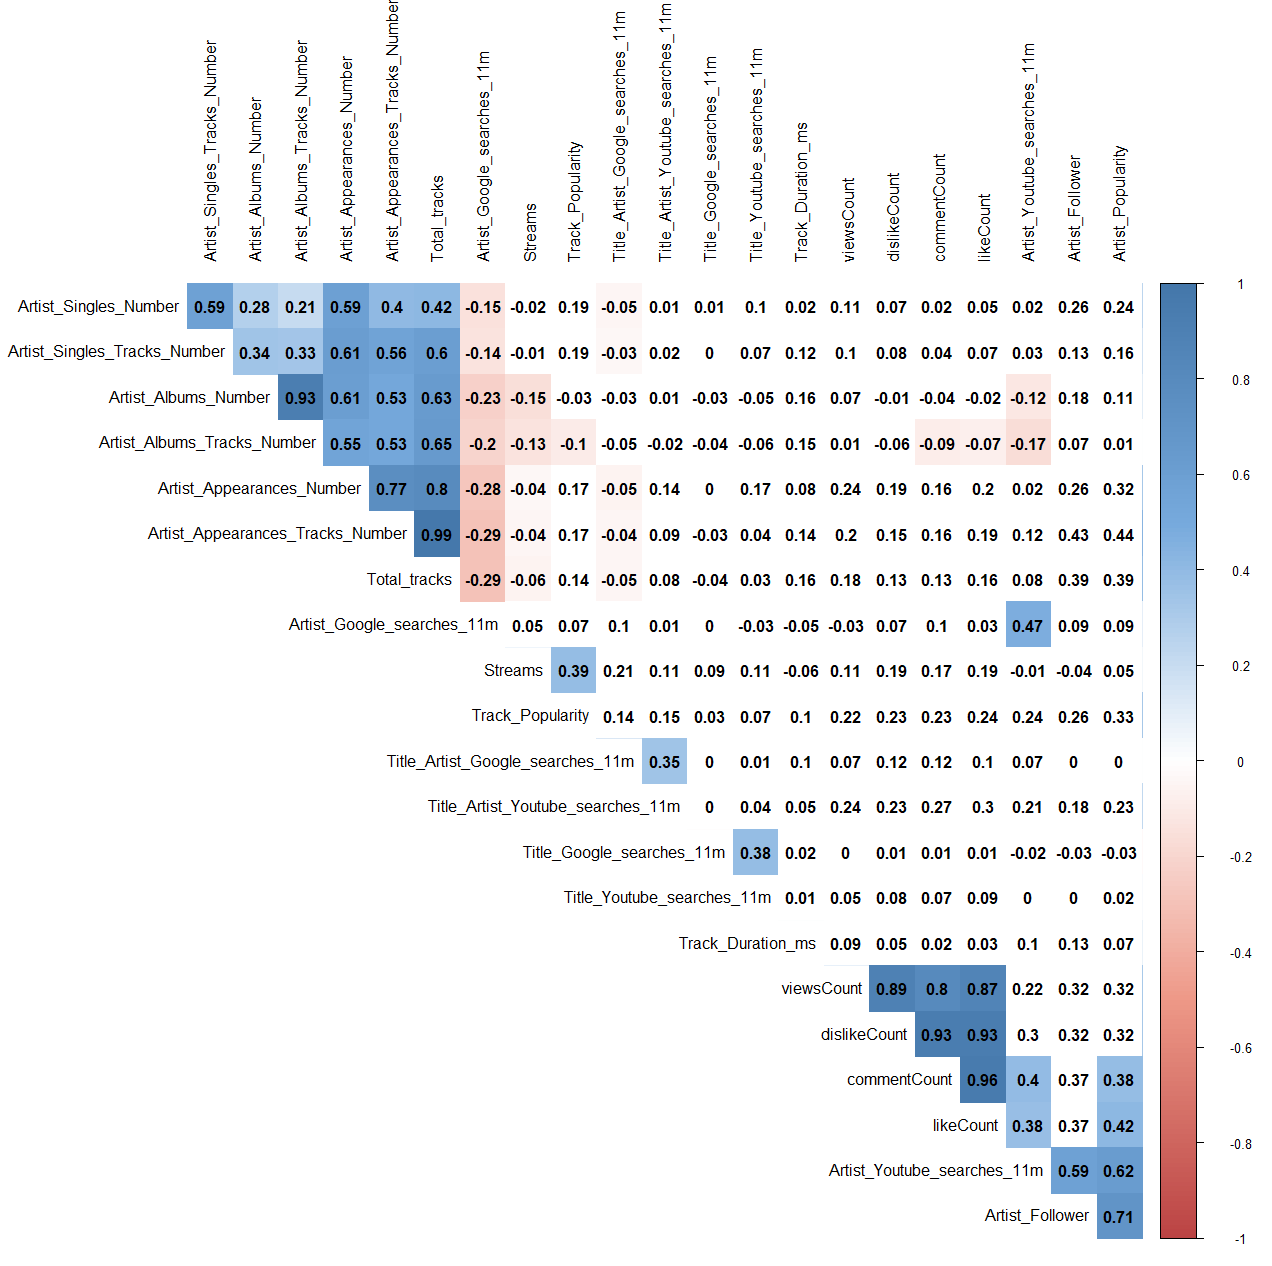 Artist_Singles_Tracks_Number
Artist_Albums_Number
Artist_Albums_Tracks_Number
Artist_Appearances_Number
Artist_Appearances_Tracks_Number
Total_tracks
Artist_Google_searches_11m
Streams
Track_Popularity
Title_Artist_Google_searches_11m
Title_Artist_Youtube_searches_11m
Title_Google_searches_11m
Title_Youtube_searches_11m
Track_Duration_ms
viewsCount
dislikeCount
commentCount
likeCount
Artist_Youtube_searches_11m
Artist_Follower
Artist_Popularity
Artist_Singles_Number 0.59 0.28 0.21 0.59 0.4 0.42 -0.15 -0.02 0.19 -0.05 0.01 0.01 0.1 0.02 0.11 0.07 0.02 0.05 0.02 0.26 0.24
Artist_Singles_Tracks_Number 0.34 0.33 0.61 0.56 0.6 -0.14 -0.01 0.19 -0.03 0.02 0 0.07 0.12 0.1 0.08 0.04 0.07 0.03 0.13 0.16
Artist_Albums_Number 0.93 0.61 0.53 0.63 -0.23 -0.15 -0.03 -0.03 0.01 -0.03 -0.05 0.16 0.07 -0.01 -0.04 -0.02 -0.12 0.18 0.11
Artist_Albums_Tracks_Number 0.55 0.53 0.65 -0.2 -0.13 -0.1 -0.05 -0.02 -0.04 -0.06 0.15 0.01 -0.06 -0.09 -0.07 -0.17 0.07 0.01
Artist_Appearances_Number 0.77 0.8 -0.28 -0.04 0.17 -0.05 0.14 0 0.17 0.08 0.24 0.19 0.16 0.2 0.02 0.26 0.32
Artist_Appearances_Tracks_Number 0.99 -0.29 -0.04 0.17 -0.04 0.09 -0.03 0.04 0.14 0.2 0.15 0.16 0.19 0.12 0.43 0.44
Total_tracks -0.29 -0.06 0.14 -0.05 0.08 -0.04 0.03 0.16 0.18 0.13 0.13 0.16 0.08 0.39 0.39
Artist_Google_searches_11m 0.05 0.07 0.1 0.01 0 -0.03 -0.05 -0.03 0.07 0.1 0.03 0.47 0.09 0.09
Streams 0.39 0.21 0.11 0.09 0.11 -0.06 0.11 0.19 0.17 0.19 -0.01 -0.04 0.05
Track_Popularity 0.14 0.15 0.03 0.07 0.1 0.22 0.23 0.23 0.24 0.24 0.26 0.33
Title_Artist_Google_searches_11m 0.35 0 0.01 0.1 0.07 0.12 0.12 0.1 0.07 0 0
Title_Artist_Youtube_searches_11m 0 0.04 0.05 0.24 0.23 0.27 0.3 0.21 0.18 0.23
Title_Google_searches_11m 0.38 0.02 0 0.01 0.01 0.01 -0.02 -0.03 -0.03
Title_Youtube_searches_11m 0.01 0.05 0.08 0.07 0.09 0 0 0.02
Track_Duration_ms 0.09 0.05 0.02 0.03 0.1 0.13 0.07
viewsCount 0.89 0.8 0.87 0.22 0.32 0.32
dislikeCount 0.93 0.93 0.3 0.32 0.32
commentCount 0.96 0.4 0.37 0.38
likeCount 0.38 0.37 0.42
Artist_Youtube_searches_11m 0.59 0.62
Artist_Follower 0.71
1
0.8
0.6
0.4
0.2
0
-0.2
-0.4
-0.6
-0.8
-1